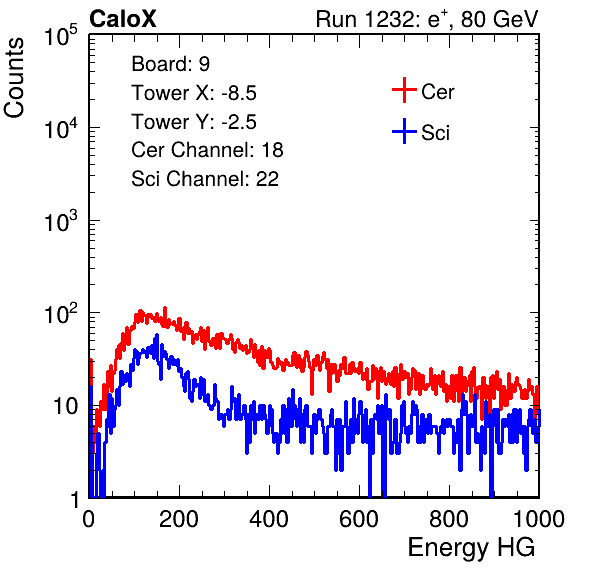 CaloX Run 1232: e⁺, 80 GeV
Counts
Board: 9
Tower X: -8.5
Tower Y: -2.5
Cer Channel: 18
Sci Channel: 22
Cer
Sci
10⁵
10⁴
10³
10²
10
1
0 200 400 600 800 1000
Energy HG